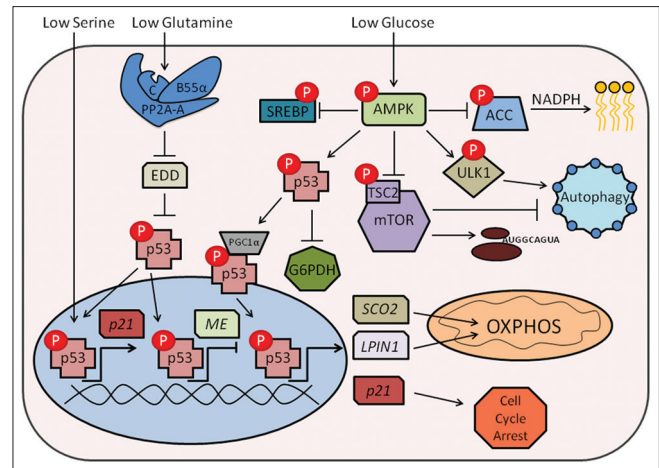 Low Serine
Low Glutamine
Low Glucose
C
B55α
PP2A-A
P
SREBP
P
AMPK
P
ACC
NADPH
EDD
P
p53
P
TSC2
mTOR
P
ULK1
Autophagy
AUGGCAGUA
P
p53
PGC1α
P
p53
G6PDH
P
p53
p21
P
p53
ME
P
p53
SCO2
LPIN1
OXPHOS
p21
Cell
Cycle
Arrest